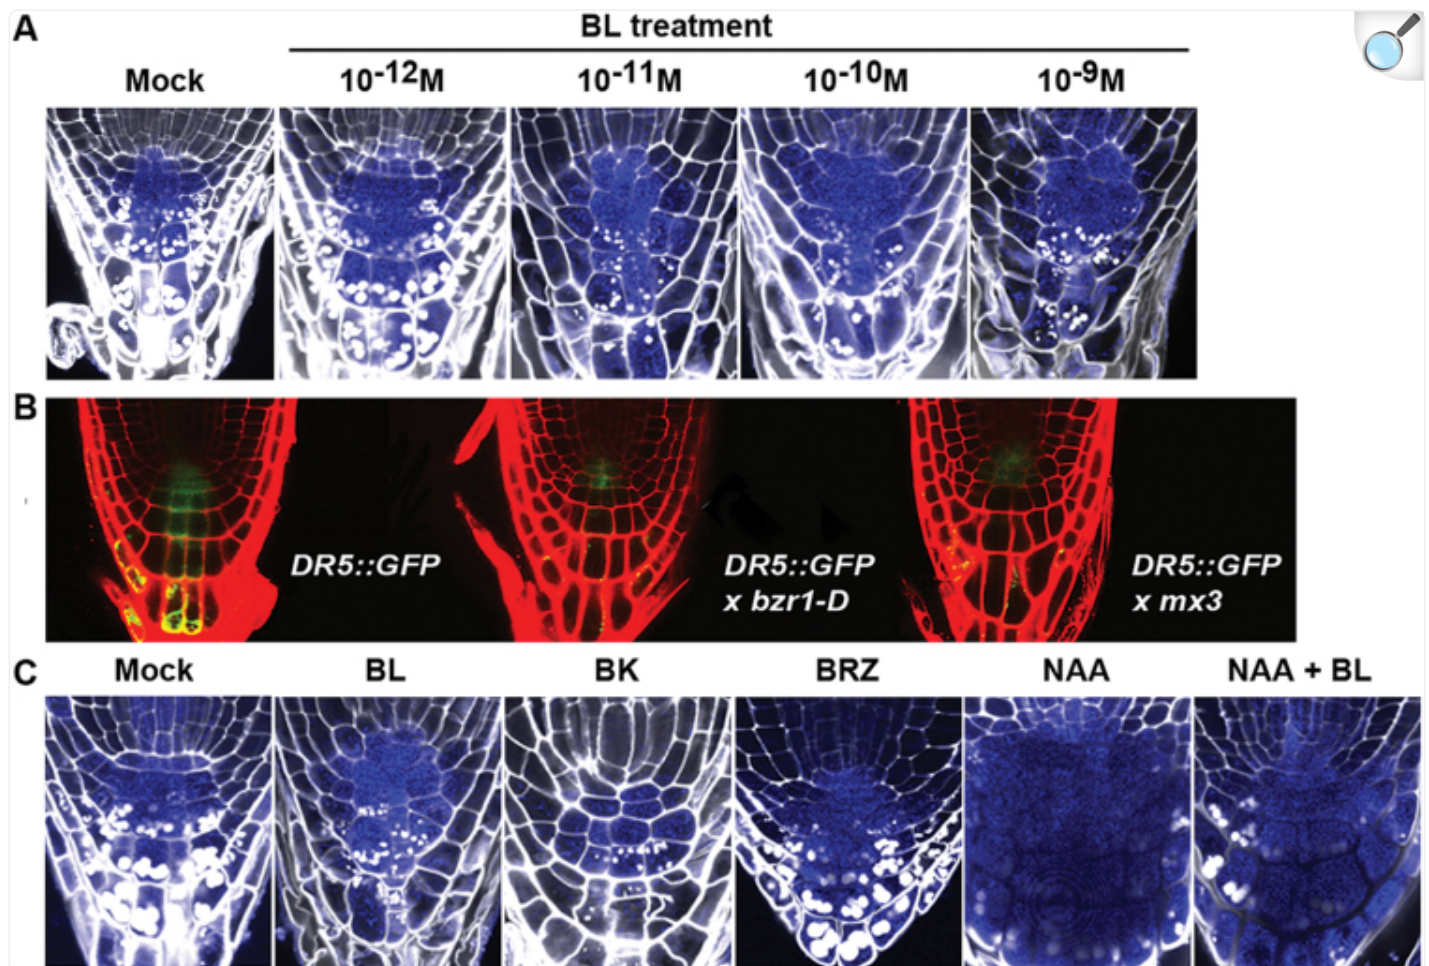 A
BL treatment
Mock
10-12M
10-11M
10-10M
10-9M
B
DR5::GFP
DR5::GFP
x bzr1-D
DR5::GFP
x mx3
C
Mock
BL
BK
BRZ
NAA
NAA + BL